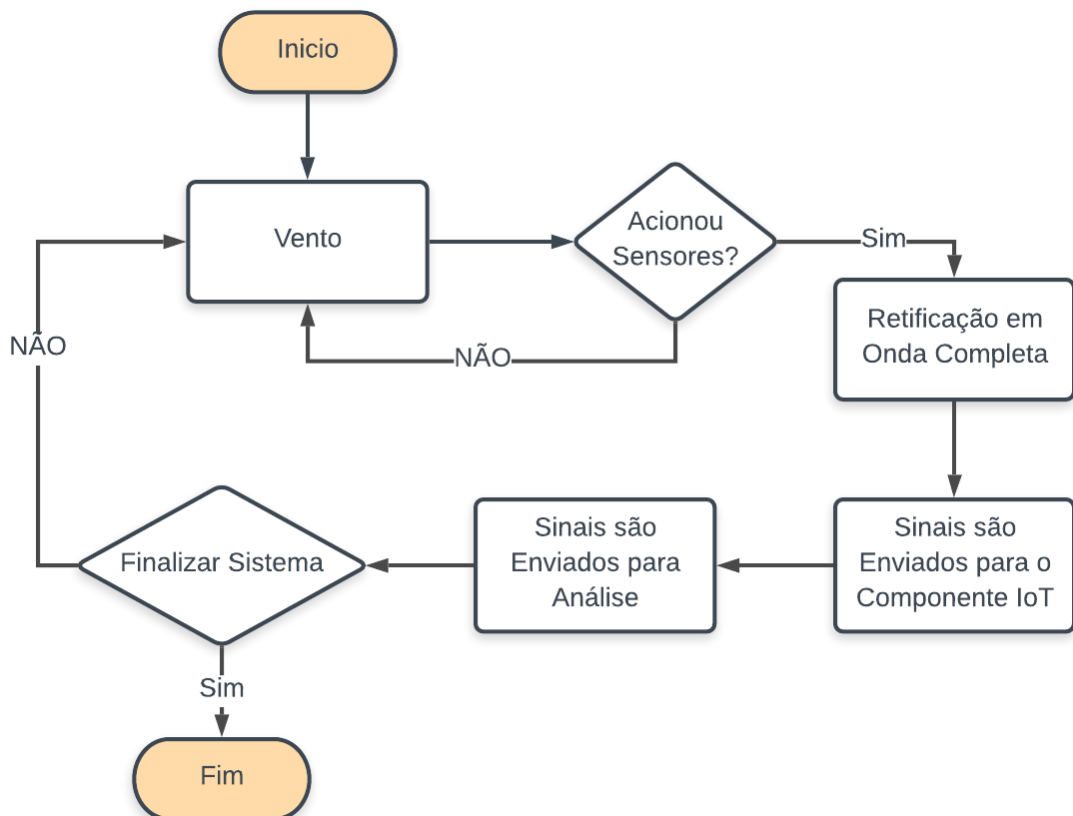 Inicio
Vento
Acionou
Sensores?
Sim
NÃO
Retificação em
Onda Completa
Sinais são
Enviados para o
Componente IoT
Sinais são
Enviados para
Análise
Finalizar Sistema
NÃO
Sim
Fim